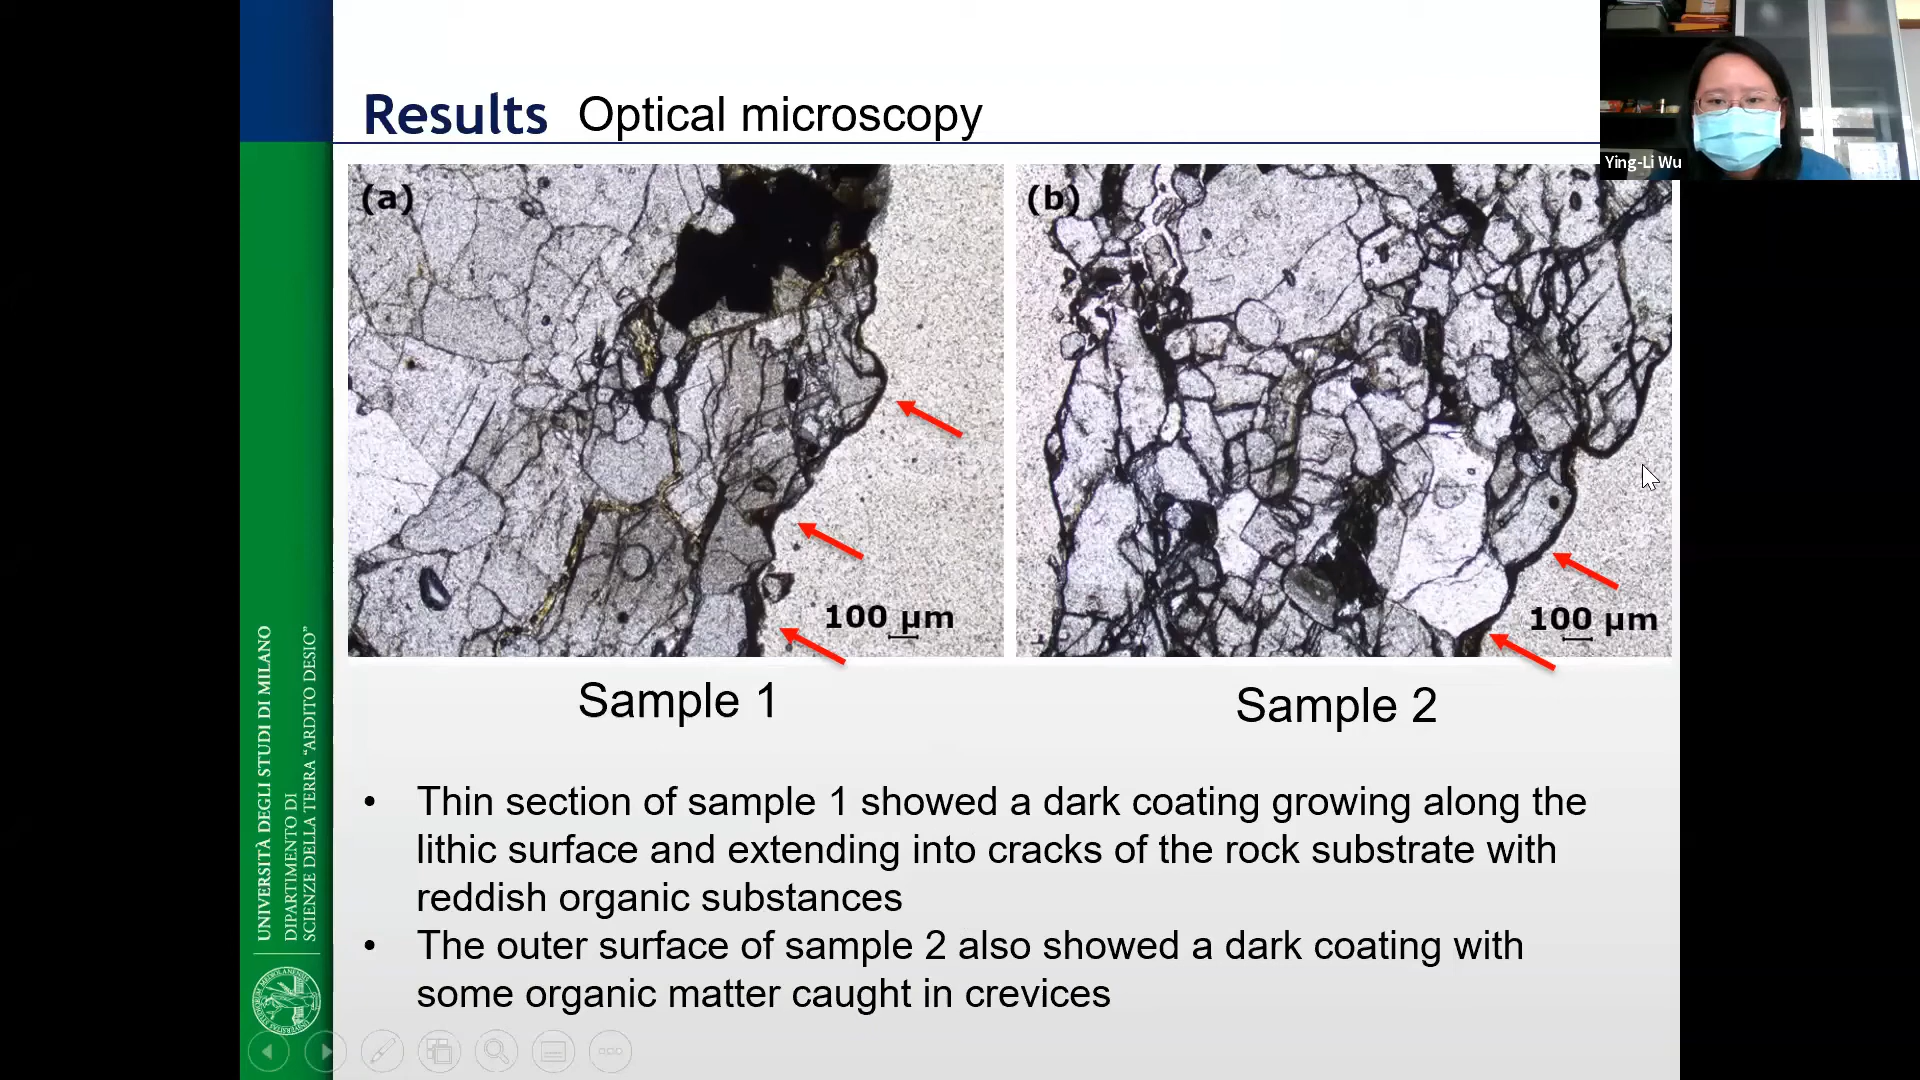 Results Optical microscopy
Ying-Li Wu
(a)
(b)
100 µm
100 µm
Sample 1
Sample 2
• Thin section of sample 1 showed a dark coating growing along the
lithic surface and extending into cracks of the rock substrate with
reddish organic substances
• The outer surface of sample 2 also showed a dark coating with
some organic matter caught in crevices
UNIVERSITÀ DEGLI STUDI DI MILANO
DIPARTIMENTO DI
SCIENZE DELLA TERRA "ARDITO DESIO"